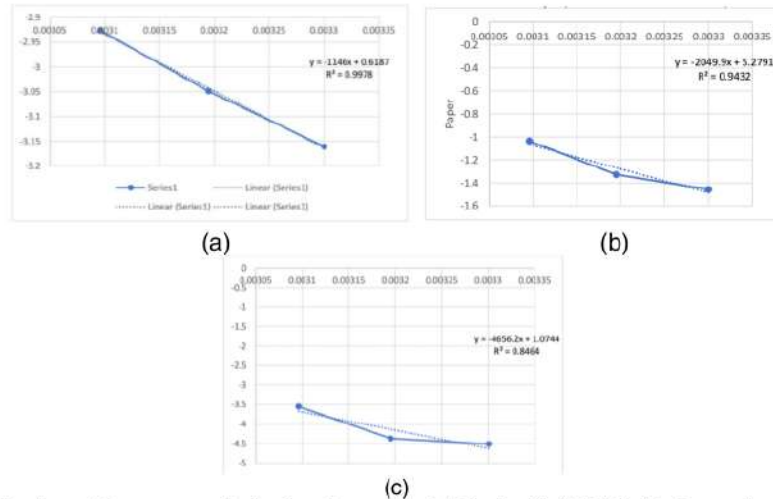 -2.9
0.00305 0.0031 0.00315 0.0032 0.00325 0.0033 0.00335
-2.95
-3
-3.05
-3.1
-3.15
-3.2
y = -1146x + 0.6187
R² = 0.9978
Series1
Linear (Series1)
Linear (Series1)
Linear (Series1)
(a)
0
0.00305 0.0031 0.00315 0.0032 0.00325 0.0033 0.00335
-0.2
-0.4
-0.6
-0.8
-1
-1.2
-1.4
-1.6
Paper
y = -2049.9x + 5.2791
R² = 0.9432
(b)
0
0.00305 0.0031 0.00315 0.0032 0.00325 0.0033 0.00335
-0.5
-1
-1.5
-2
-2.5
-3
-3.5
-4
-4.5
-5
y = -4656.2x + 1.0744
R² = 0.8464
(c)